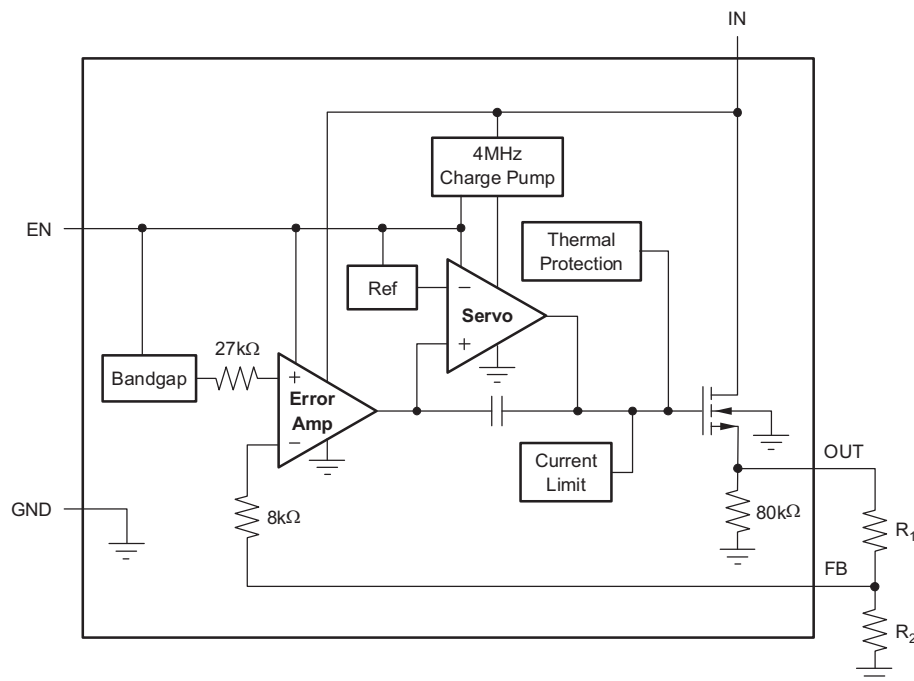 IN
4MHz
Charge Pump
EN
Thermal
Protection
Ref
−
Servo
+
27kΩ
Bandgap
+
Error
Amp
−
Current
Limit
OUT
GND
8kΩ
80kΩ
R1
FB
R2